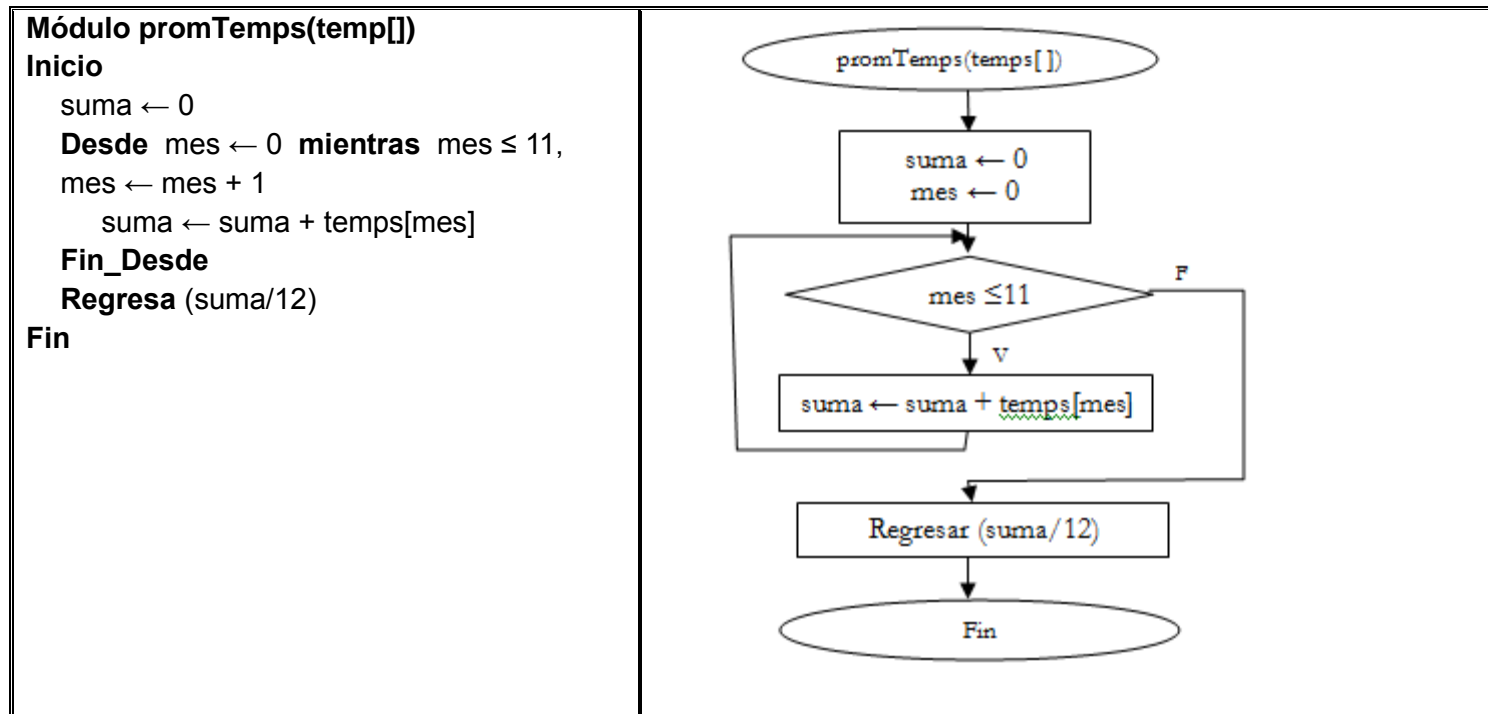 Módulo promTemps(temp[])
Inicio
suma ← 0
Desde mes ← 0 mientras mes ≤ 11,
mes ← mes + 1
suma ← suma + temps[mes]
Fin_Desde
Regresa (suma/12)
Fin
promTemps(temps[ ])
suma ← 0
mes ← 0
mes ≤11
F
V
suma ← suma + temps[mes]
Regresar (suma/12)
Fin